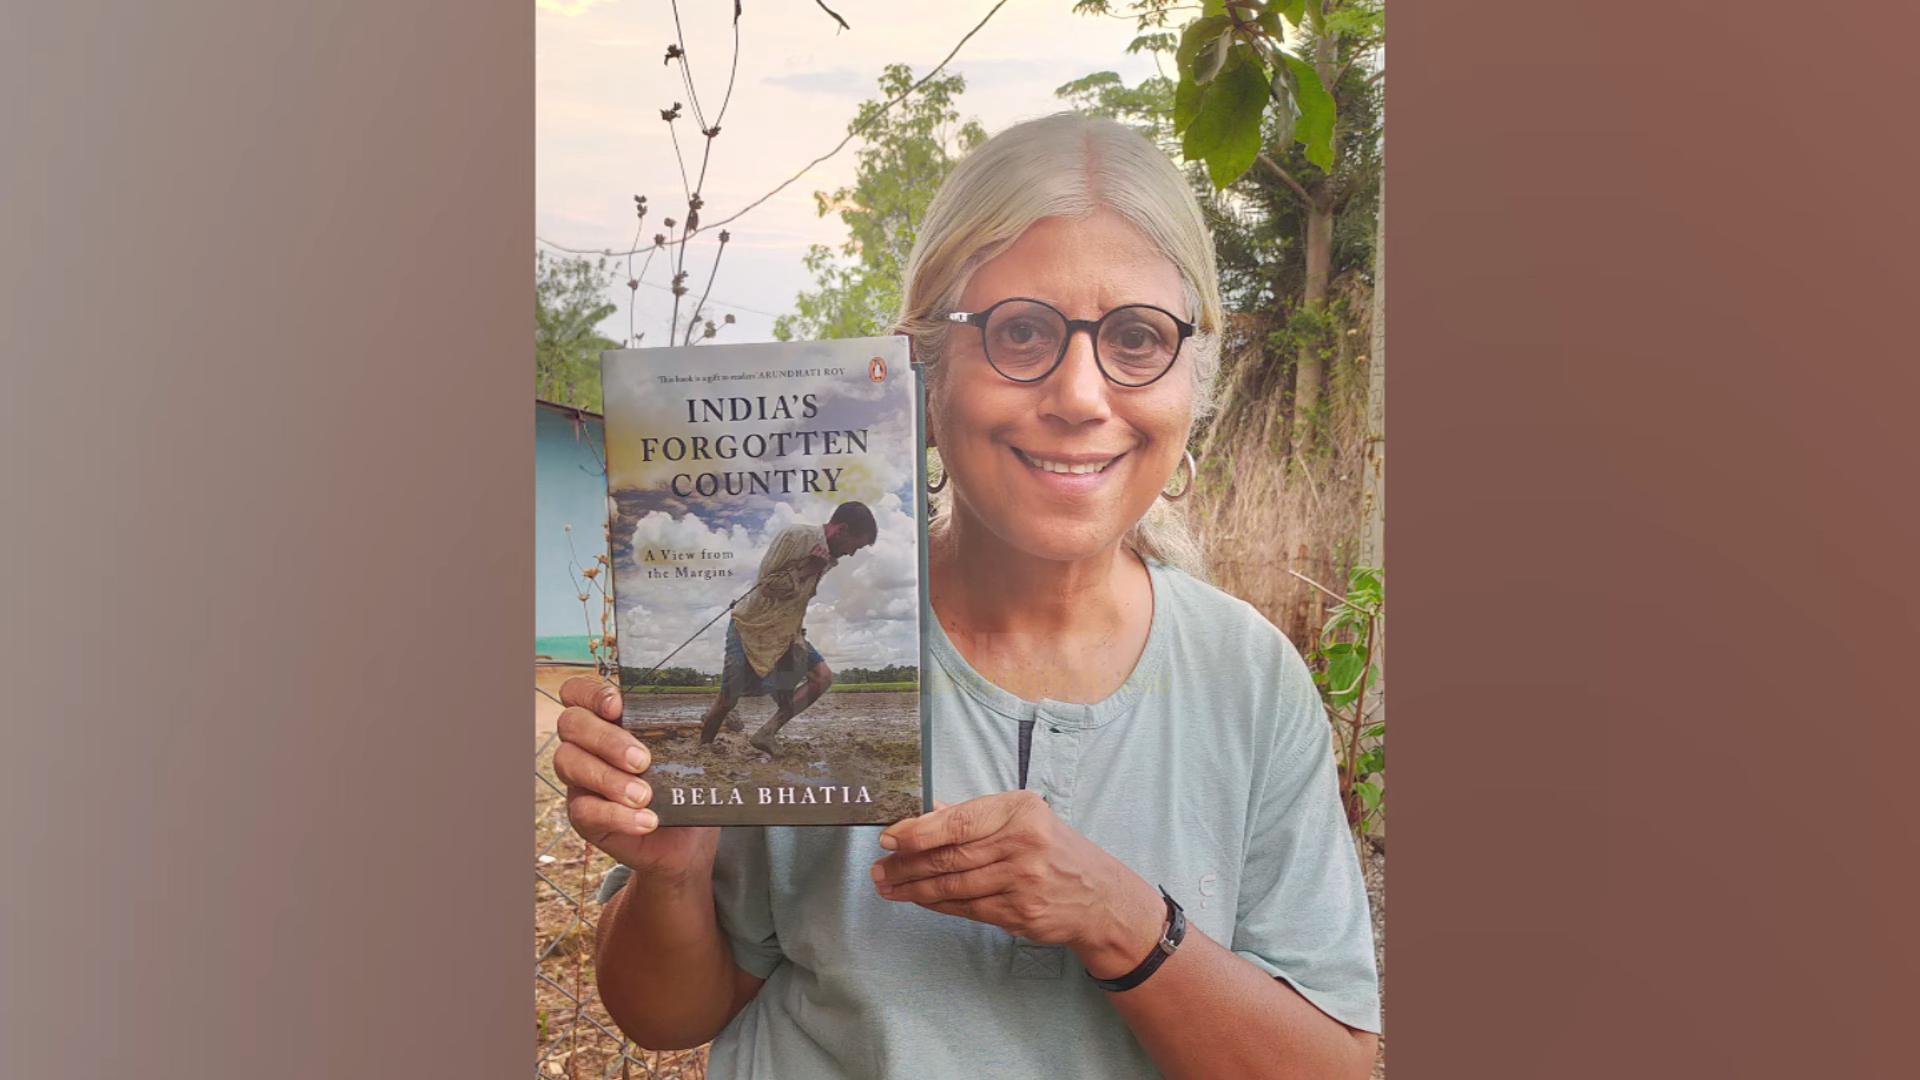 'This book is a gift to readers' ARUNDHATI ROY
INDIA'S
FORGOTTEN
COUNTRY
A View from
the Margins
BELA BHATIA